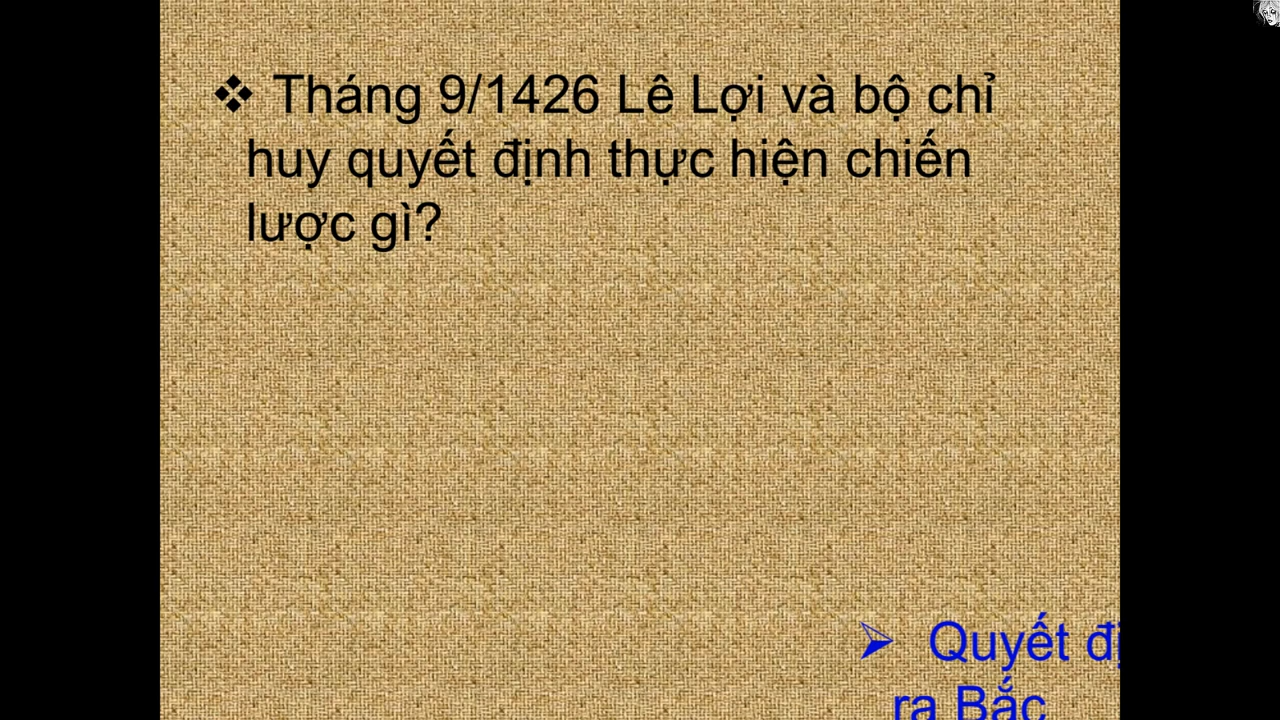 ❖ Tháng 9/1426 Lê Lợi và bộ chỉ
huy quyết định thực hiện chiến
lược gì?
➢ Quyết
ra Bắc